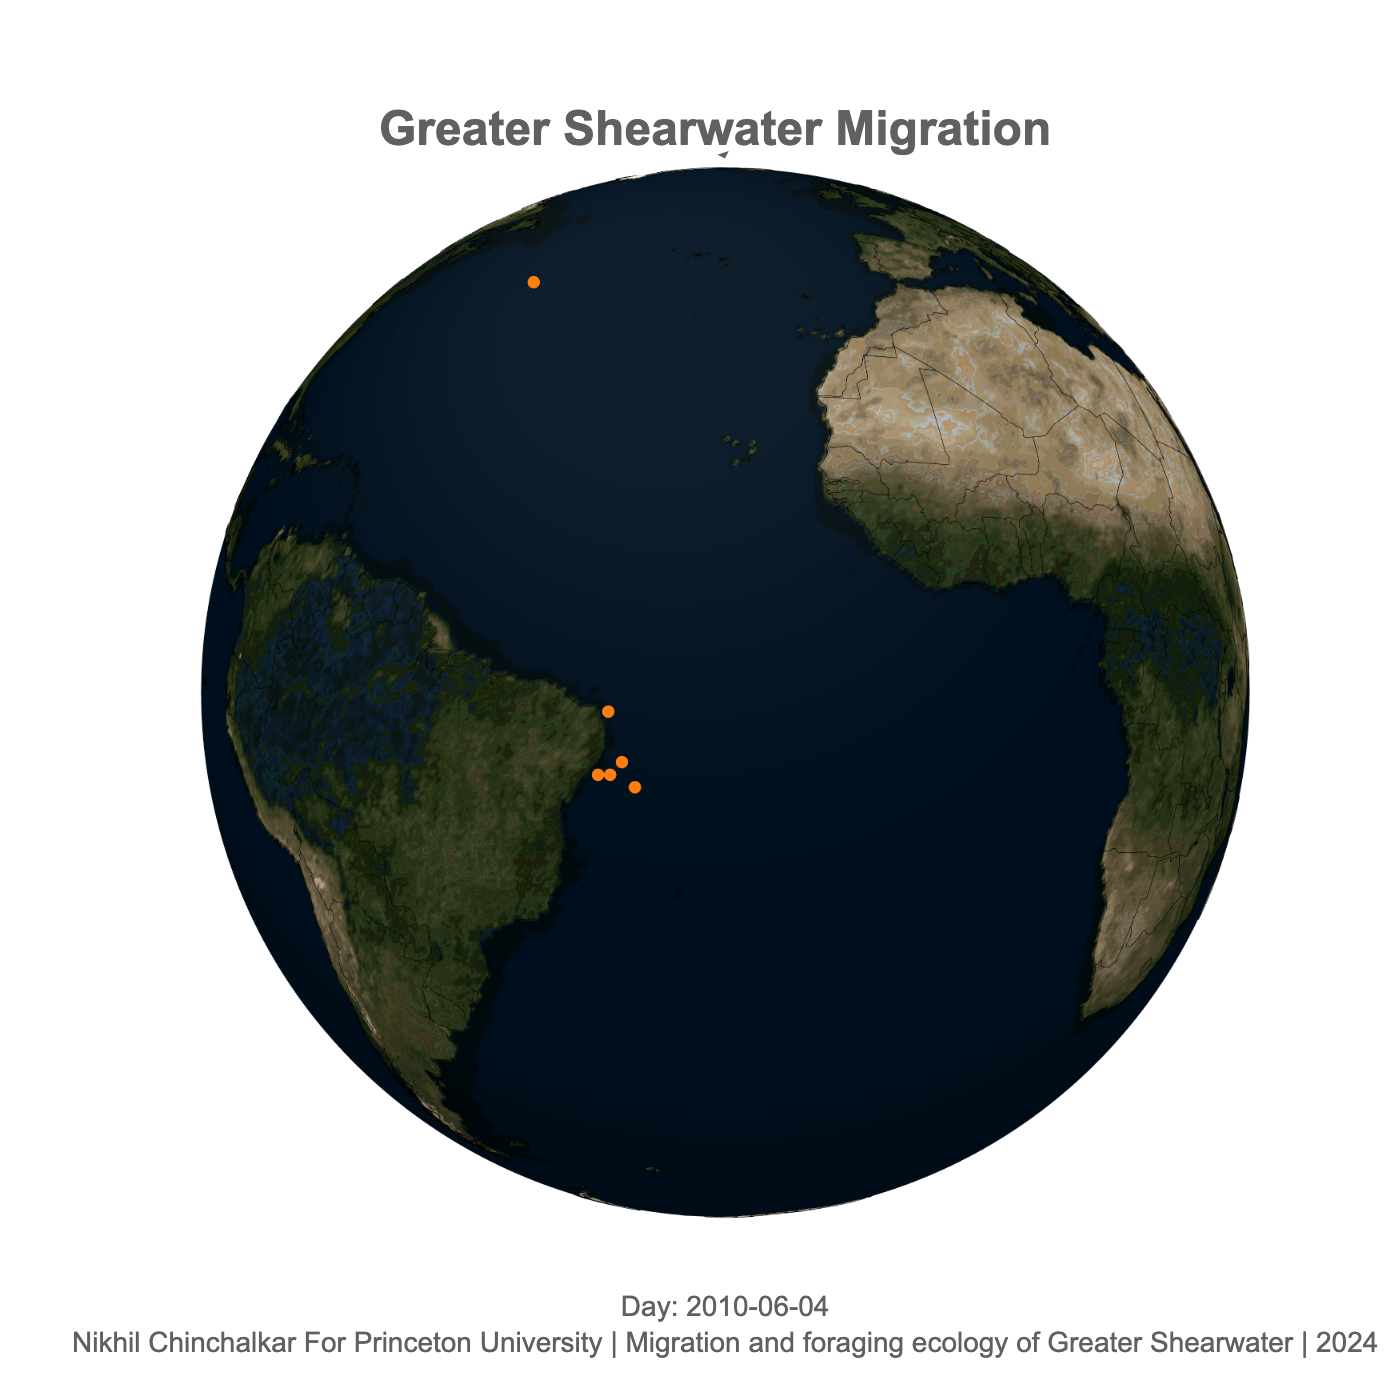 Greater Shearwater Migration
Day: 2010-06-04
Nikhil Chinchalkar For Princeton University | Migration and foraging ecology of Greater Shearwater | 2024